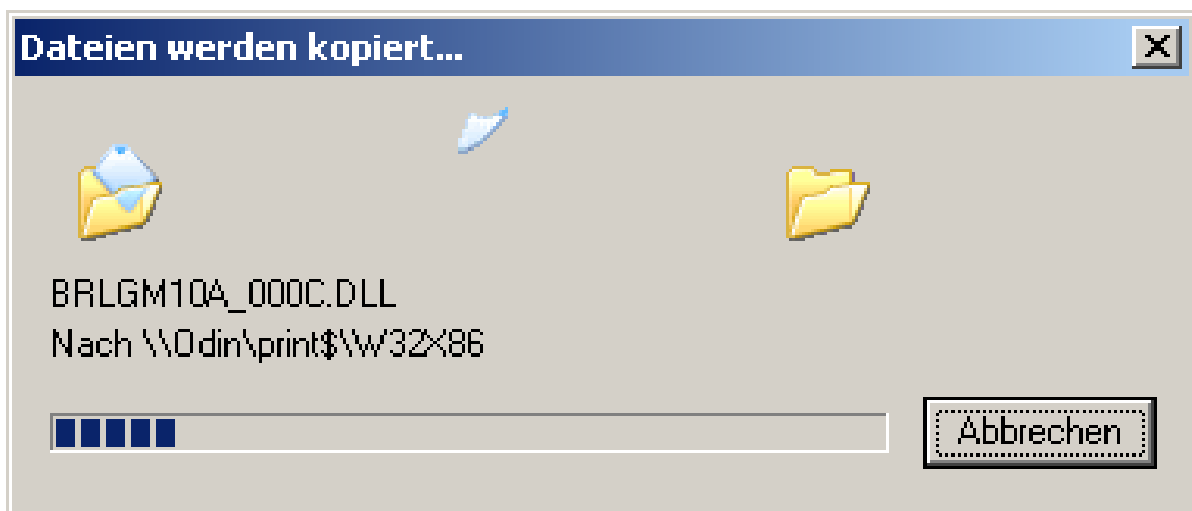 Dateien werden kopiert...
BRLGM10A_000C.DLL
Nach \\Odin\print$\W32X86
Abbrechen